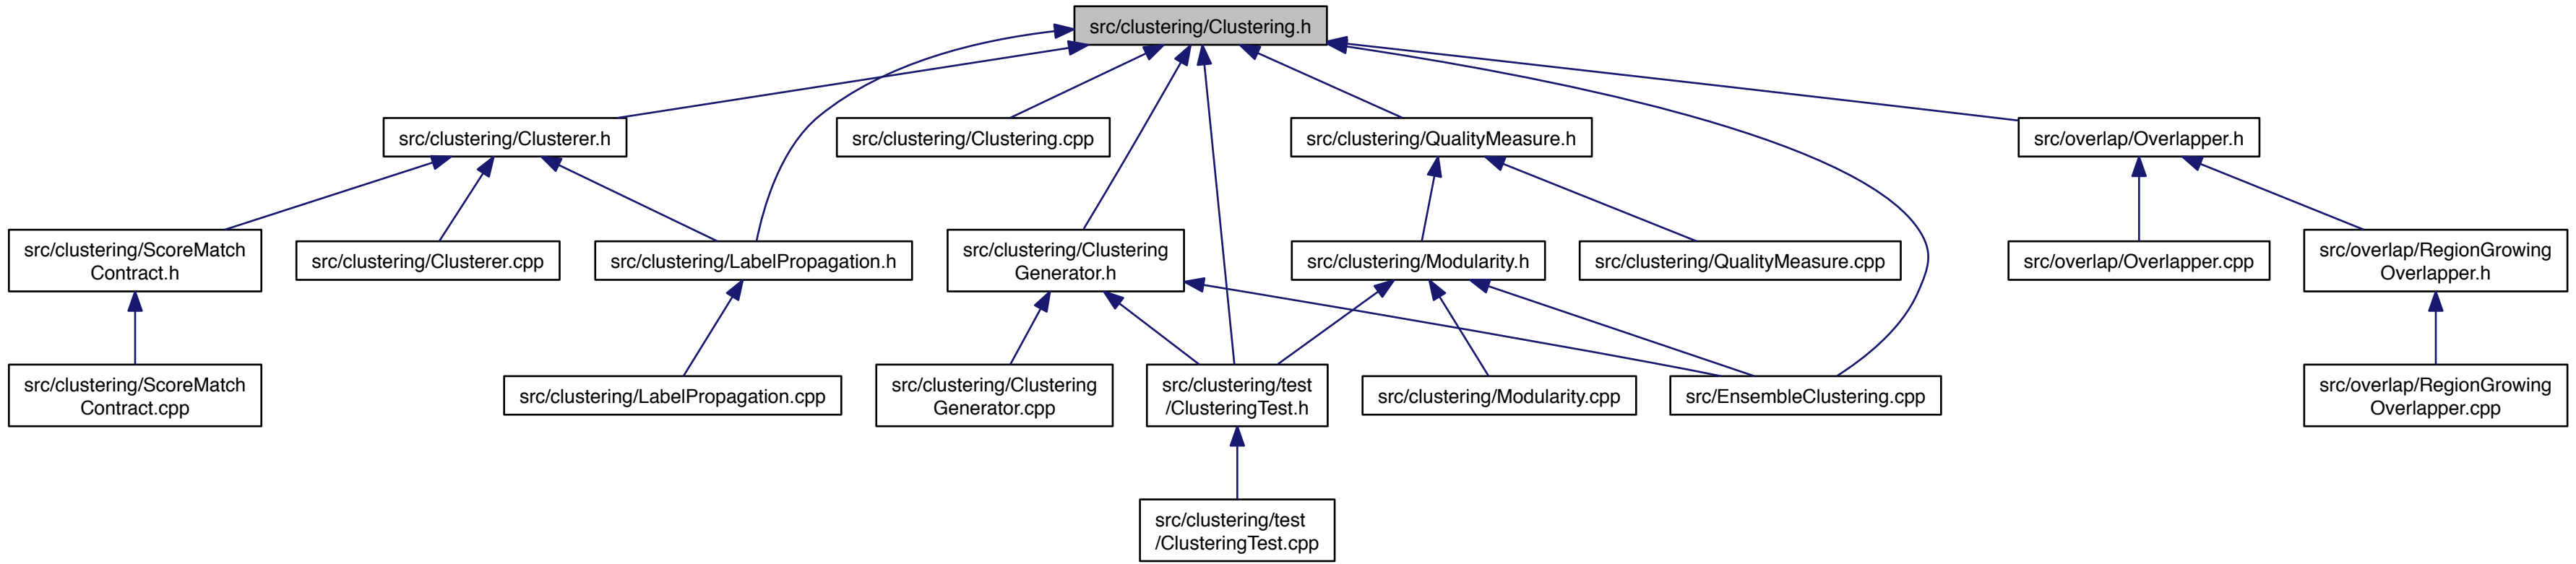 src/clustering/Clustering.h
src/clustering/Clusterer.h
src/clustering/Clustering.cpp
src/clustering/QualityMeasure.h
src/overlap/Overlapper.h
src/clustering/ScoreMatch
Contract.h
src/clustering/Clusterer.cpp
src/clustering/LabelPropagation.h
src/clustering/Clustering
Generator.h
src/clustering/Modularity.h
src/clustering/QualityMeasure.cpp
src/overlap/Overlapper.cpp
src/overlap/RegionGrowing
Overlapper.h
src/clustering/ScoreMatch
Contract.cpp
src/clustering/LabelPropagation.cpp
src/clustering/Clustering
Generator.cpp
src/clustering/test
/ClusteringTest.h
src/clustering/Modularity.cpp
src/EnsembleClustering.cpp
src/overlap/RegionGrowing
Overlapper.cpp
src/clustering/test
/ClusteringTest.cpp